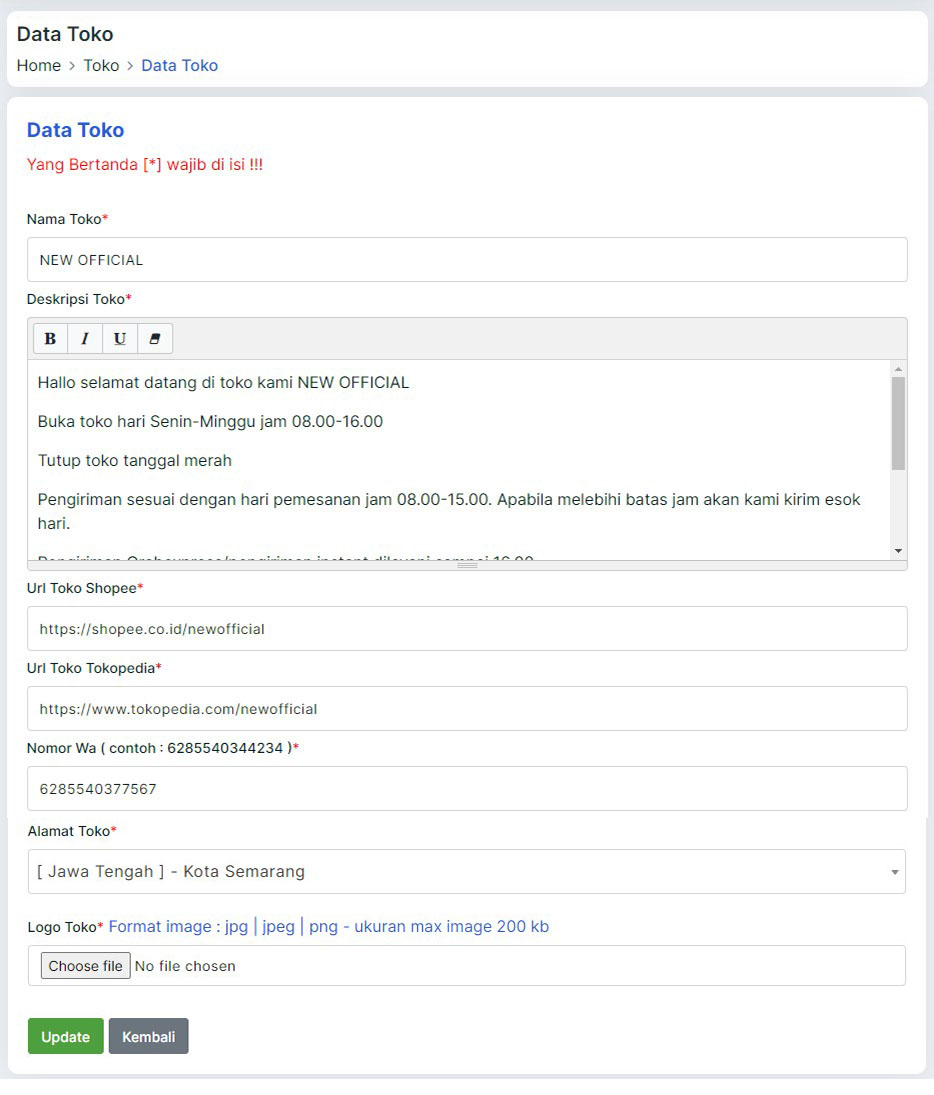 Data Toko
Home > Toko > Data Toko
Data Toko
Yang Bertanda [*] wajib di isi !!!
Nama Toko*
NEW OFFICIAL
Deskripsi Toko*
B I U
Hallo selamat datang di toko kami NEW OFFICIAL
Buka toko hari Senin-Minggu jam 08.00-16.00
Tutup toko tanggal merah
Pengiriman sesuai dengan hari pemesanan jam 08.00-15.00. Apabila melebihi batas jam akan kami kirim esok
hari.
Url Toko Shopee*
https://shopee.co.id/newofficial
Url Toko Tokopedia*
https://www.tokopedia.com/newofficial
Nomor Wa ( contoh : 6285540344234 )*
6285540377567
Alamat Toko*
[ Jawa Tengah ] - Kota Semarang
Logo Toko* Format image : jpg | jpeg | png - ukuran max image 200 kb
Choose file No file chosen
Update Kembali